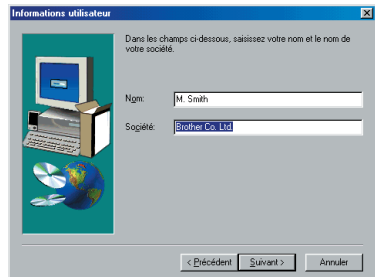 Informations utilisateur
Dans les champs ci-dessous, saisissez votre nom et le nom de
votre société.
Nom: M. Smith
Société: Brother Co. Ltd.
< Précédent Suivant > Annuler